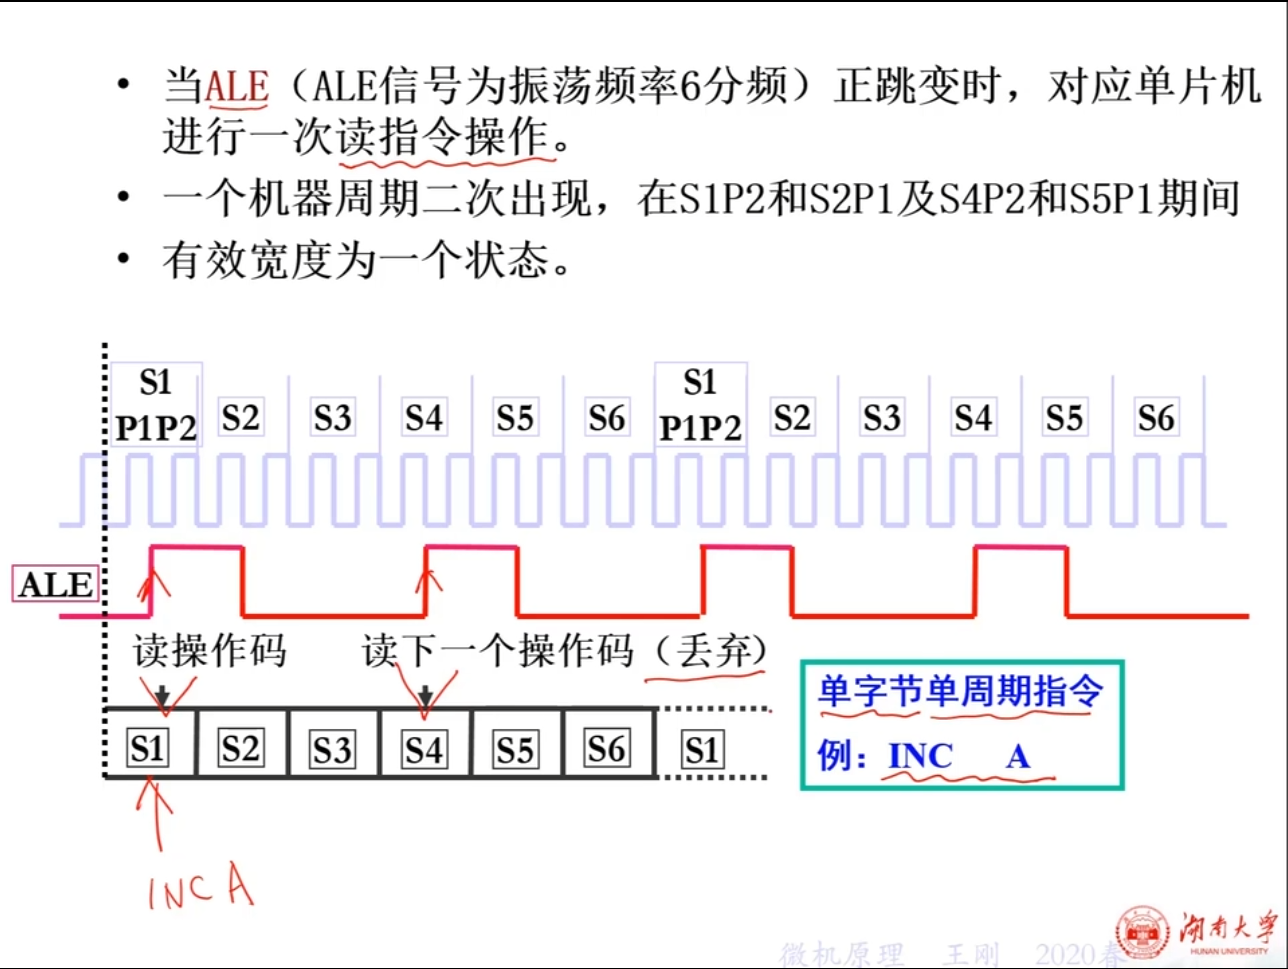 • 当ALE（ALE信号为振荡频率6分频）正跳变时，对应单片机
进行一次读指令操作。
• 一个机器周期二次出现，在S1P2和S2P1及S4P2和S5P1期间
• 有效宽度为一个状态。
S1 S1
P1P2 S2 S3 S4 S5 S6 P1P2 S2 S3 S4 S5 S6
ALE
读操作码 读下一个操作码（丢弃）
S1 S2 S3 S4 S5 S6 S1
单字节单周期指令
例：INC A
INC A
湖南大学
HUNAN UNIVERSITY
微机原理 王刚 2020春